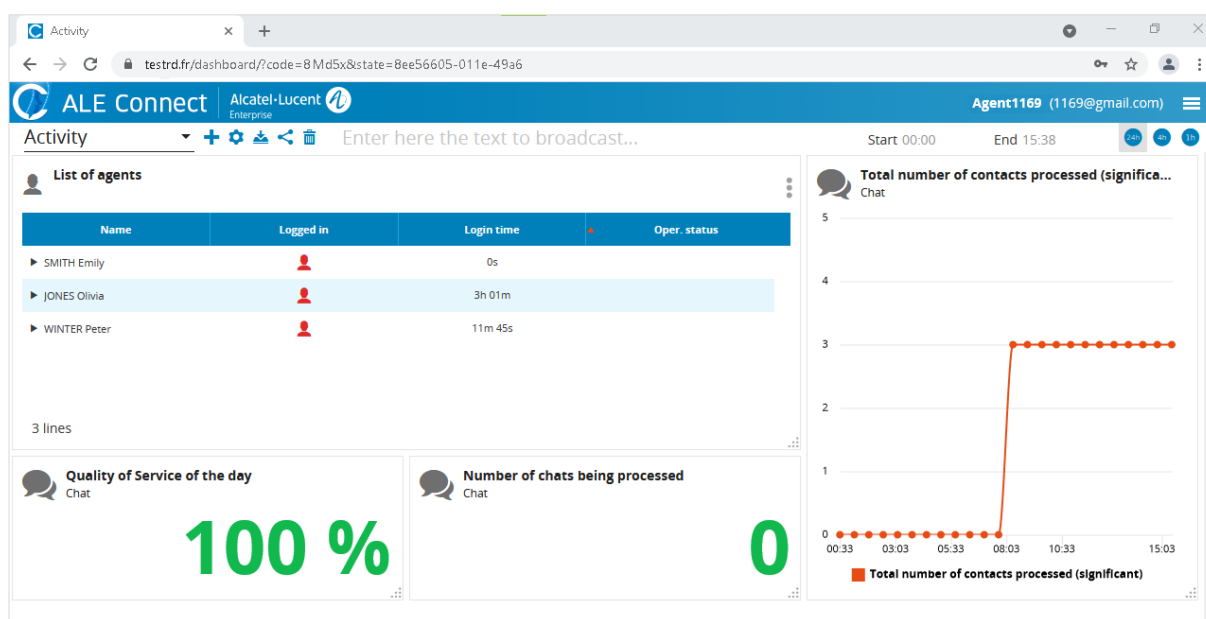 Activity
testrd.fr/dashboard/?code=8Md5x&state=8ee56605-011e-49a6
ALE Connect
Alcatel·Lucent
Enterprise
Agent1169 (1169@gmail.com)
Activity
Enter here the text to broadcast...
Start 00:00
End 15:38
24h
4h
1h
List of agents
Name Logged in Login time Oper. status
SMITH Emily 0s
JONES Olivia 3h 01m
WINTER Peter 11m 45s
3 lines
Quality of Service of the day
Chat
100 %
Number of chats being processed
Chat
0
Total number of contacts processed (significa...
Chat
5
4
3
2
1
0
00:33 03:03 05:33 08:03 10:33 15:03
Total number of contacts processed (significant)